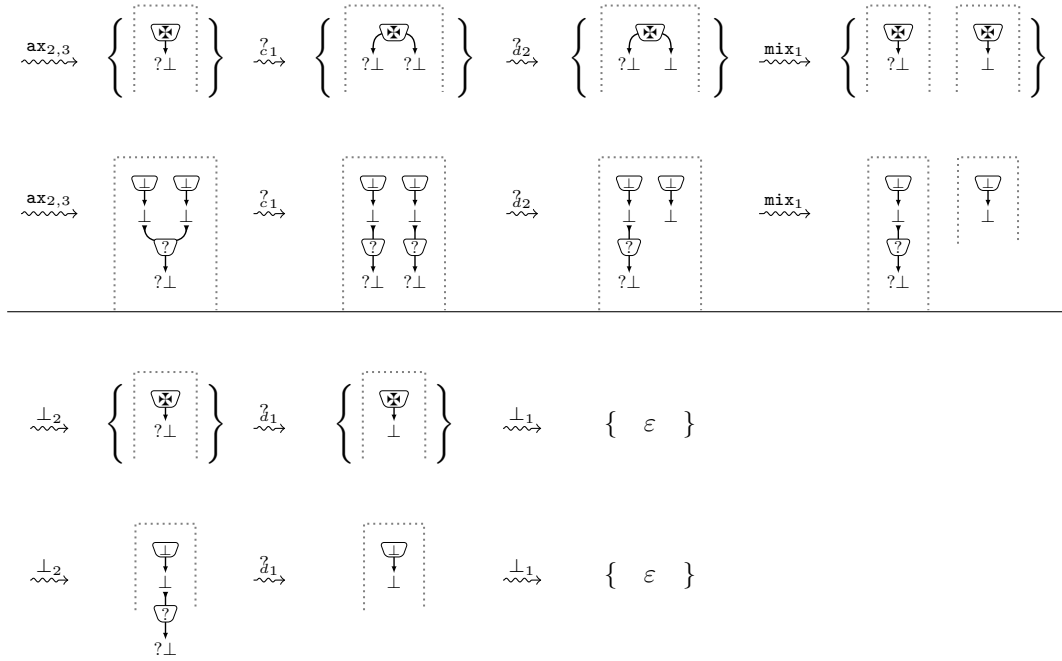 ax₂,₃ { ✠ ?⊥ } ?c₁ { ✠ ?⊥ ?⊥ } ?d₂ { ✠ ?⊥ ⊥ } mix₁ { ✠ ?⊥ ✠ ⊥ }
ax₂,₃ ?c₁ ?d₂ mix₁
⊥ ⊥ ⊥ ⊥ ⊥ ⊥ ⊥ ⊥
⊥ ⊥ ⊥ ⊥ ⊥ ⊥ ⊥ ⊥
? ? ? ? ?
?⊥ ?⊥ ?⊥ ?⊥ ?⊥
⊥₂ { ✠ ?⊥ } ?d₁ { ✠ ⊥ } ⊥₁ { ε }
⊥₂ ?d₁ ⊥₁ { ε }
⊥ ⊥
⊥ ⊥
?
?⊥